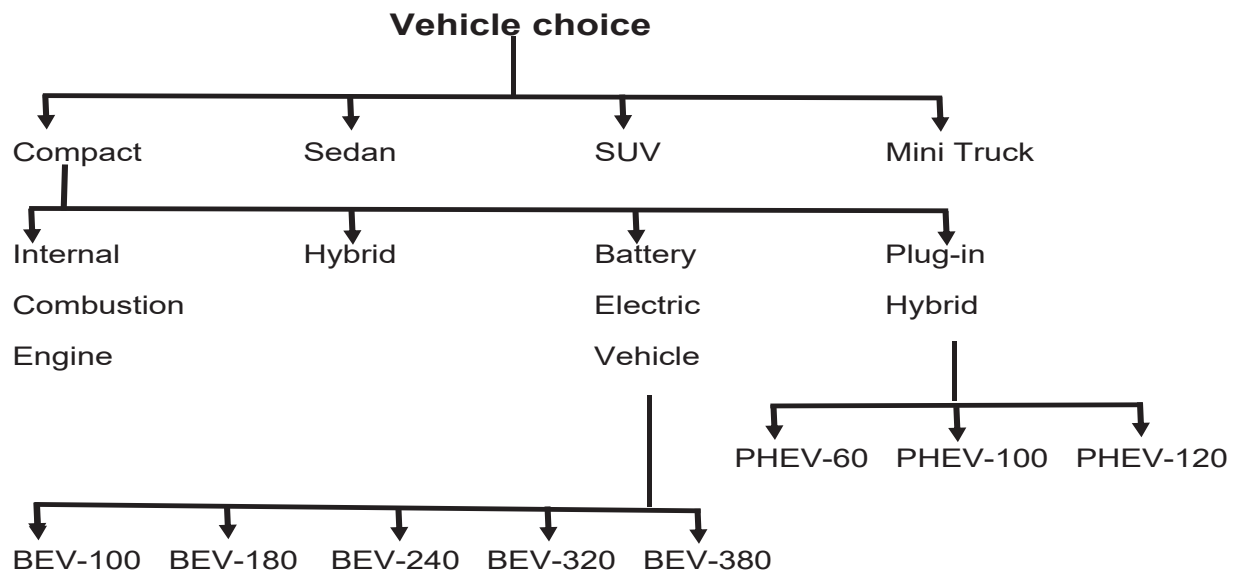 Vehicle choice
Compact Sedan SUV Mini Truck
Internal Hybrid Battery Plug-in
Combustion Electric Hybrid
Engine Vehicle
PHEV-60 PHEV-100 PHEV-120
BEV-100 BEV-180 BEV-240 BEV-320 BEV-380